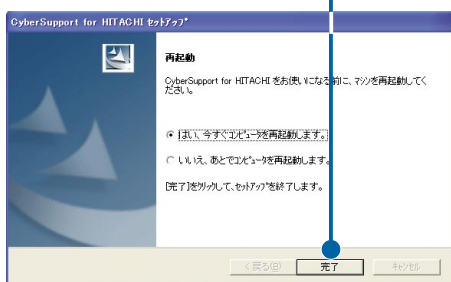 CyberSupport for HITACHI セットアップ
再起動
CyberSupport for HITACHI をお使いになる前に、マシンを再起動してく
ださい。
はい、今すぐコンピュータを再起動します。
いいえ、あとでコンピュータを再起動します。
[完了]をクリックして、セットアップを終了します。
< 戻る(B) 完了 キャンセル